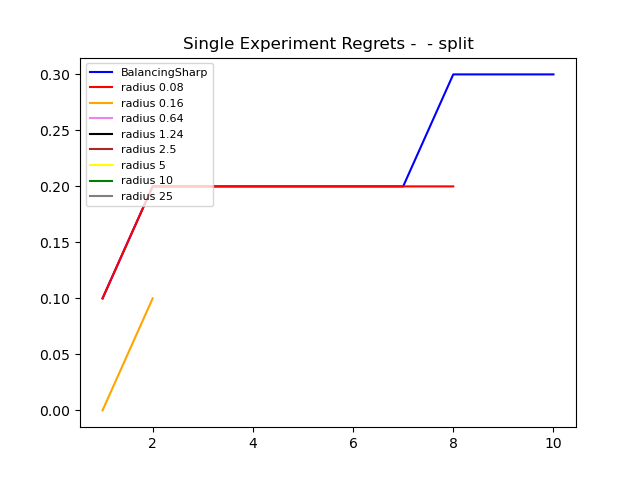 Single Experiment Regrets -  - split
0.30
0.25
0.20
0.15
0.10
0.05
0.00
BalancingSharp
radius 0.08
radius 0.16
radius 0.64
radius 1.24
radius 2.5
radius 5
radius 10
radius 25
2 4 6 8 10